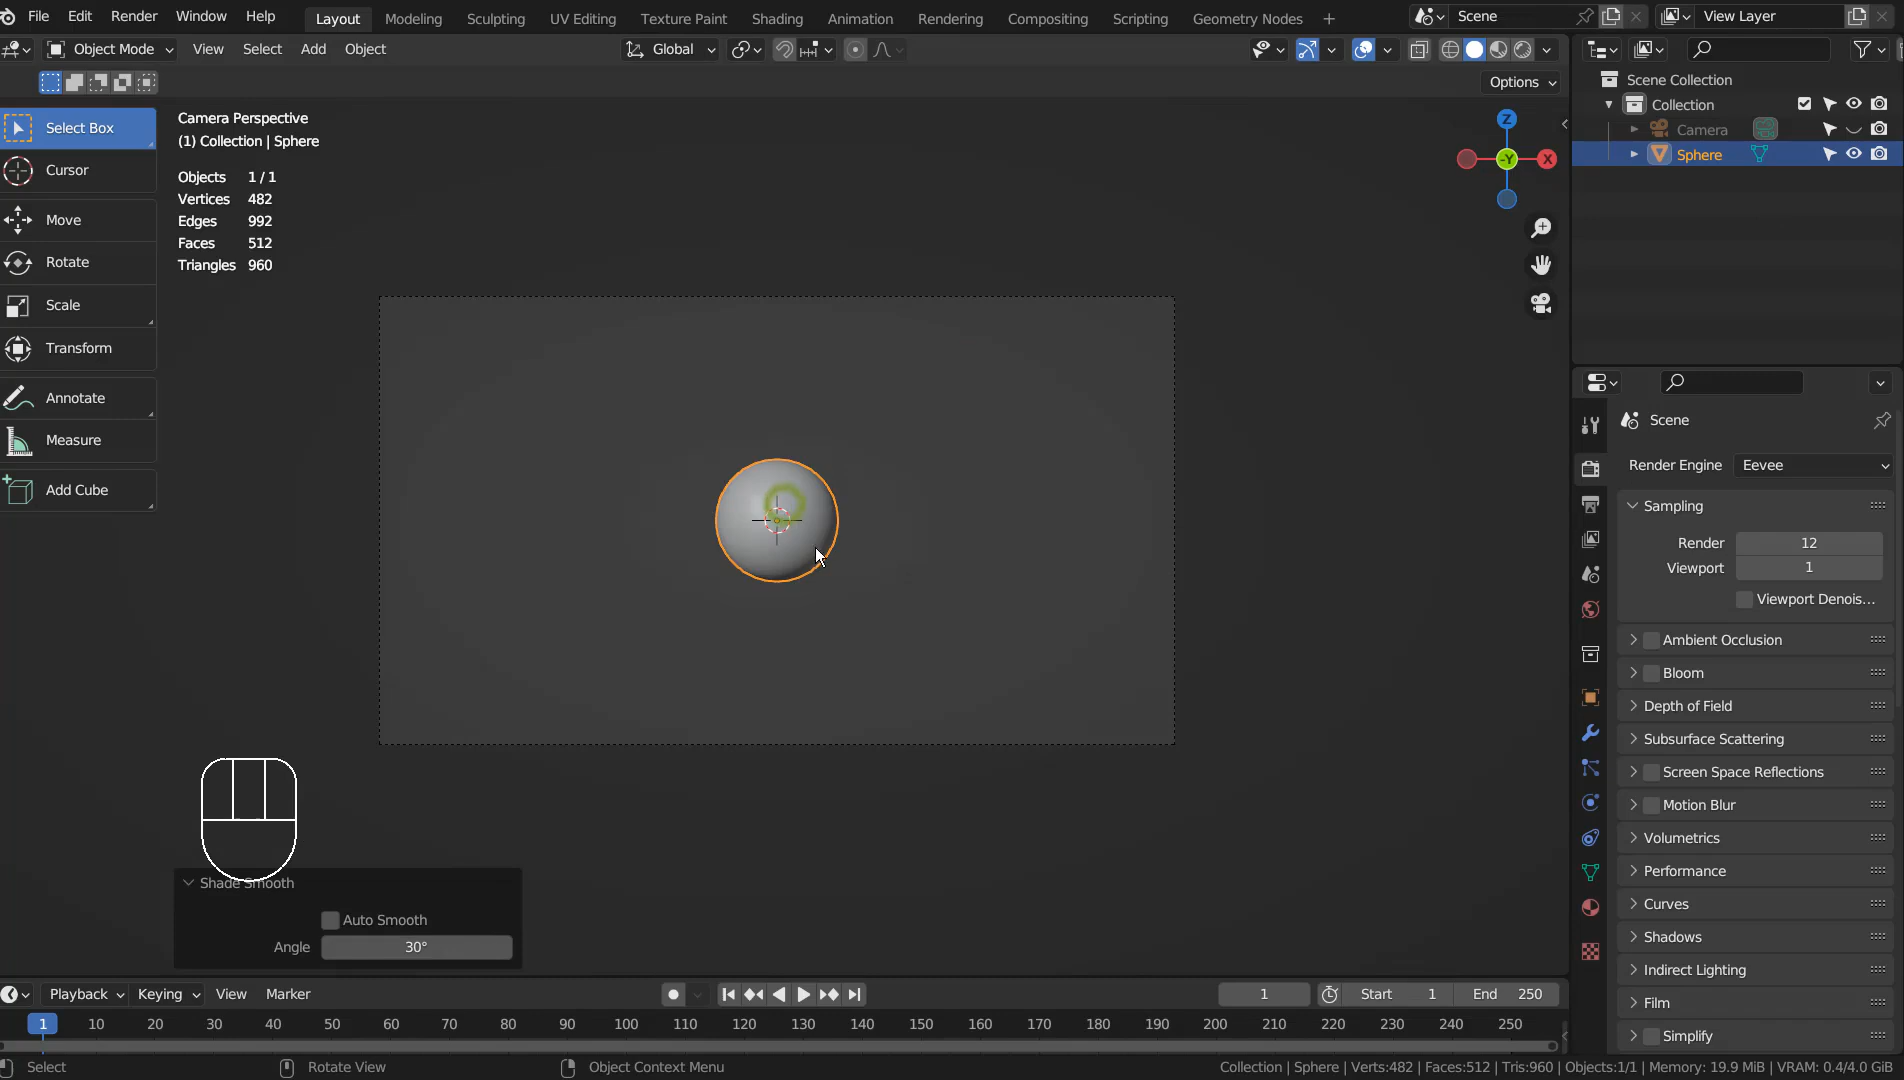 File Edit Render Window Help Layout Modeling Sculpting UV Editing Texture Paint Shading Animation Rendering Compositing Scripting Geometry Nodes + Scene View Layer
Object Mode View Select Add Object Global
Options
Select Box
Cursor
Move
Rotate
Scale
Transform
Annotate
Measure
Add Cube
Camera Perspective
(1) Collection | Sphere
Objects 1 / 1
Vertices 482
Edges 992
Faces 512
Triangles 960
Z
-Y X
Scene Collection
Collection
Camera
Sphere
Scene
Render Engine Eevee
Sampling
Render 12
Viewport 1
Viewport Denois...
Ambient Occlusion
Bloom
Depth of Field
Subsurface Scattering
Screen Space Reflections
Motion Blur
Volumetrics
Performance
Curves
Shadows
Indirect Lighting
Film
Simplify
Shade Smooth
Auto Smooth
Angle 30°
Playback Keying View Marker 1 Start 1 End 250
1 10 20 30 40 50 60 70 80 90 100 110 120 130 140 150 160 170 180 190 200 210 220 230 240 250
Select Rotate View Object Context Menu Collection | Sphere | Verts:482 | Faces:512 | Tris:960 | Objects:1/1 | Memory: 19.9 MiB | VRAM: 0.4/4.0 GiB